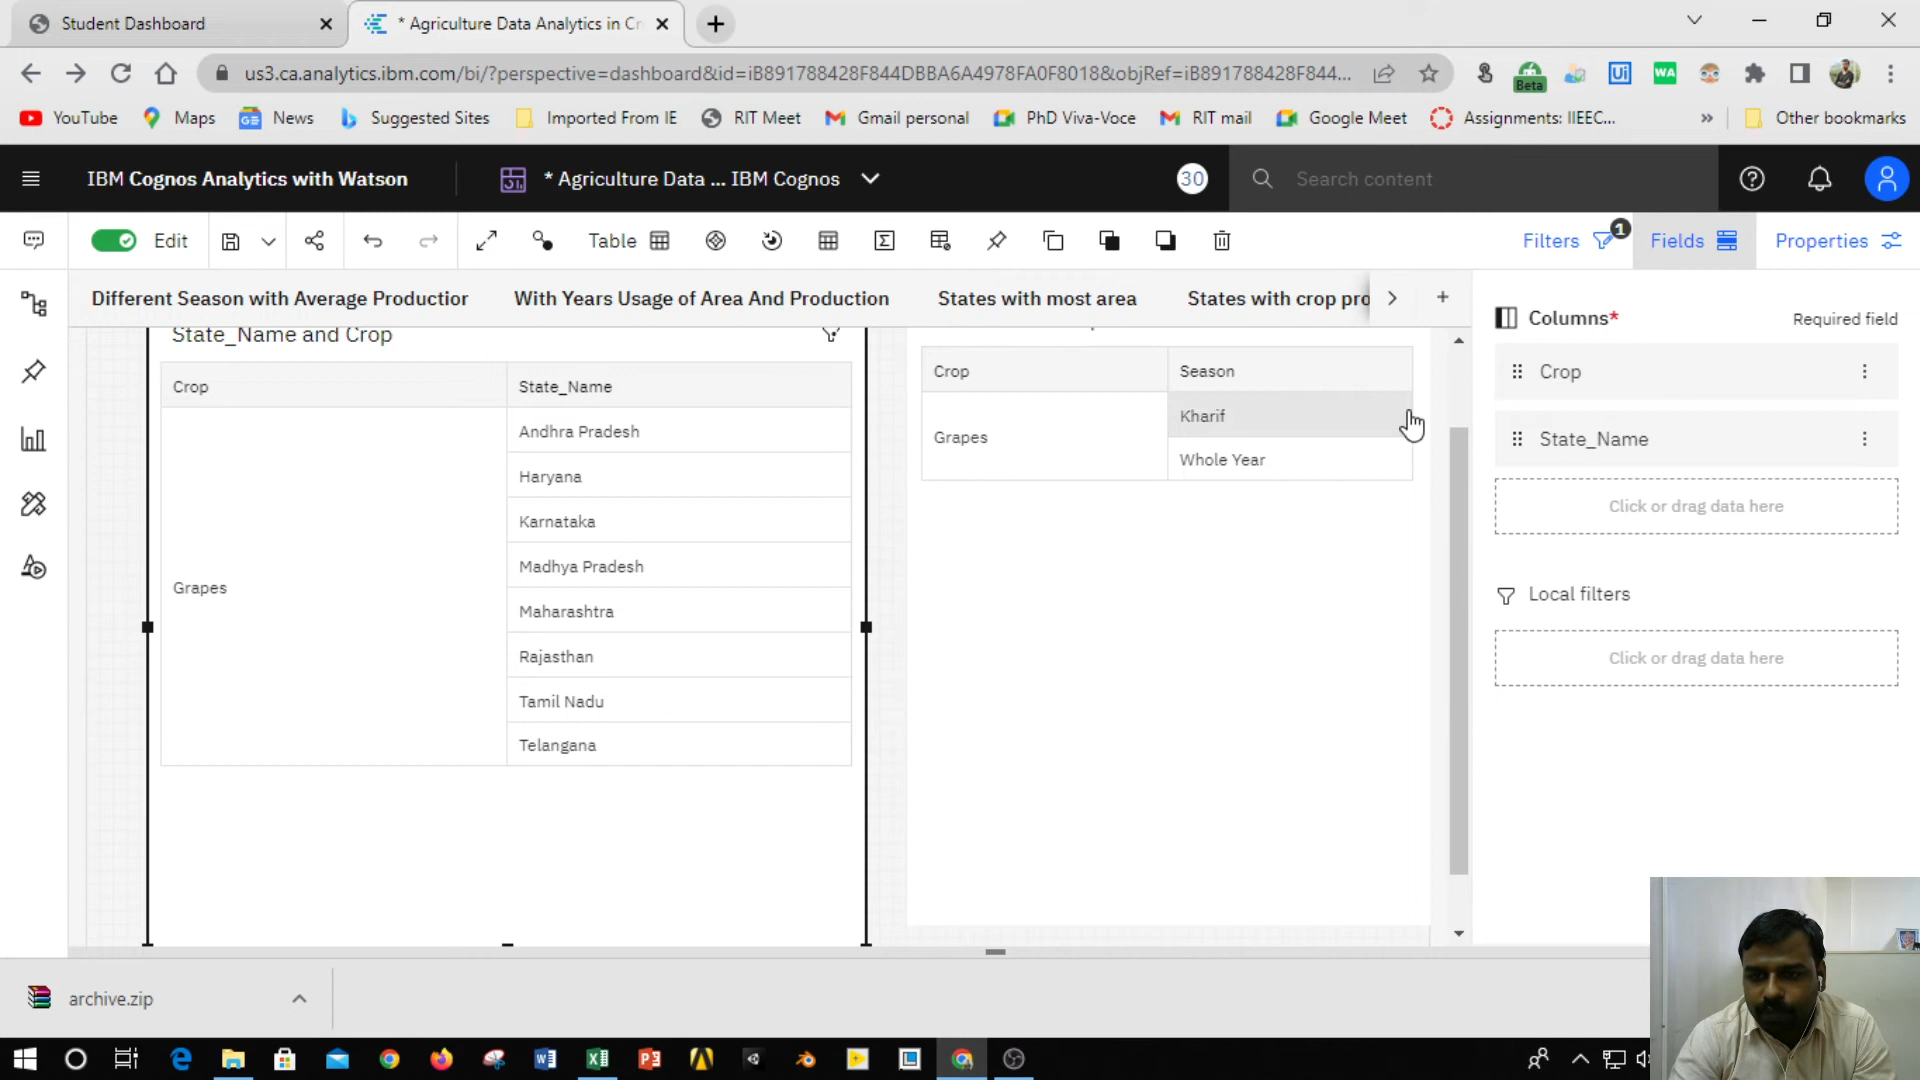 Student Dashboard
* Agriculture Data Analytics in Cr
us3.ca.analytics.ibm.com/bi/?perspective=dashboard&id=iB891788428F844DBBA6A4978FA0F8018&objRef=iB891788428F844...
Beta
Ui
WA
YouTube
Maps
GE
News
Suggested Sites
Imported From IE
RIT Meet
Gmail personal
PhD Viva-Voce
RIT mail
Google Meet
Assignments: IIEEC...
»
Other bookmarks
IBM Cognos Analytics with Watson
* Agriculture Data ... IBM Cognos
30
Search content
Edit
Table
Filters
1
Fields
Properties
Different Season with Average Productior
With Years Usage of Area And Production
States with most area
States with crop pro
Columns*
Required field
Crop
State_Name
Click or drag data here
Local filters
Click or drag data here
State_Name and Crop
Crop
State_Name
Grapes
Andhra Pradesh
Haryana
Karnataka
Madhya Pradesh
Maharashtra
Rajasthan
Tamil Nadu
Telangana
Crop
Season
Grapes
Kharif
Whole Year
archive.zip